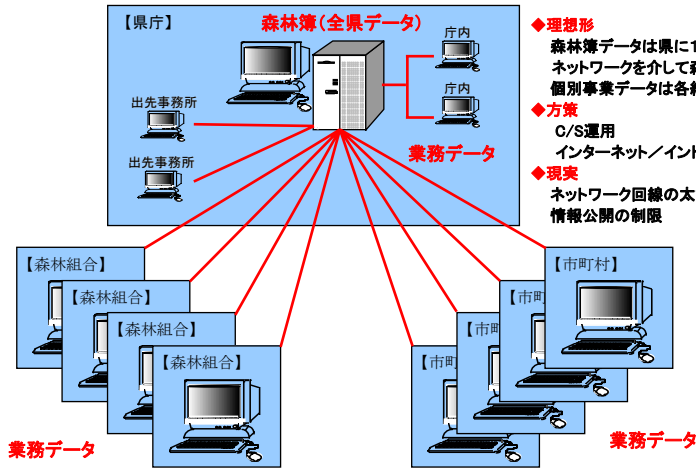 【県庁】
森林簿(全県データ)
庁内
庁内
出先事務所
出先事務所
業務データ
◆理想形
森林簿データは県に1
ネットワークを介して
個別事業データは各
◆方策
C/S運用
インターネット/イント
◆現実
ネットワーク回線の太
情報公開の制限
【森林組合】
【森林組合】
【森林組合】
【森林組合】
【市町村】
【市町
【市町
【市町
業務データ
業務データ